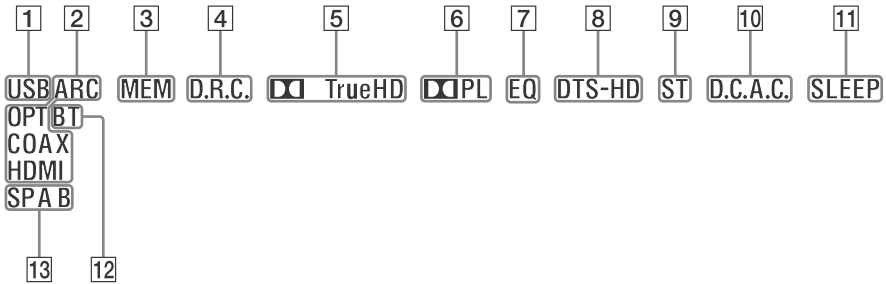 1 2 3 4 5 6 7 8 9 10 11
USB ARC MEM D.R.C. TrueHD PL EQ DTS-HD ST D.C.A.C. SLEEP
OPT BT
COAX
HDMI
SP A B
13 12